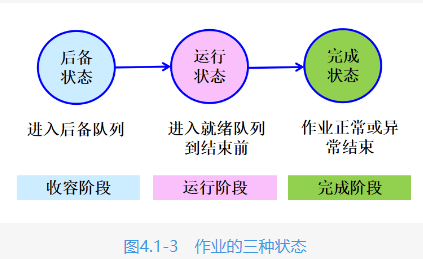 后备
状态
运行
状态
完成
状态
进入后备队列
进入就绪队列
到结束前
作业正常或异
常结束
收容阶段
运行阶段
完成阶段
图4.1-3 作业的三种状态